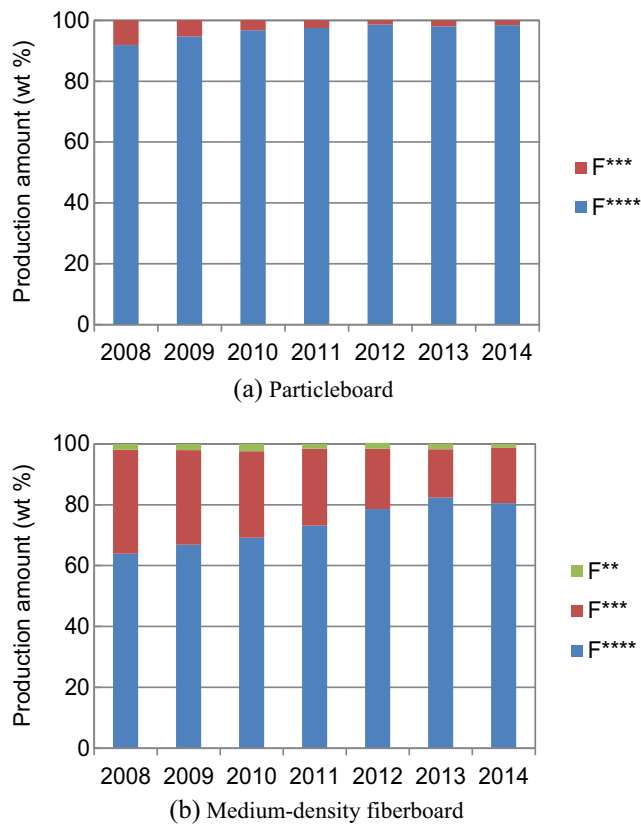 100
80
60
40
20
0
Production amount (wt %)
2008 2009 2010 2011 2012 2013 2014
F***
F****
(a) Particleboard
100
80
60
40
20
0
Production amount (wt %)
2008 2009 2010 2011 2012 2013 2014
F**
F***
F****
(b) Medium-density fiberboard